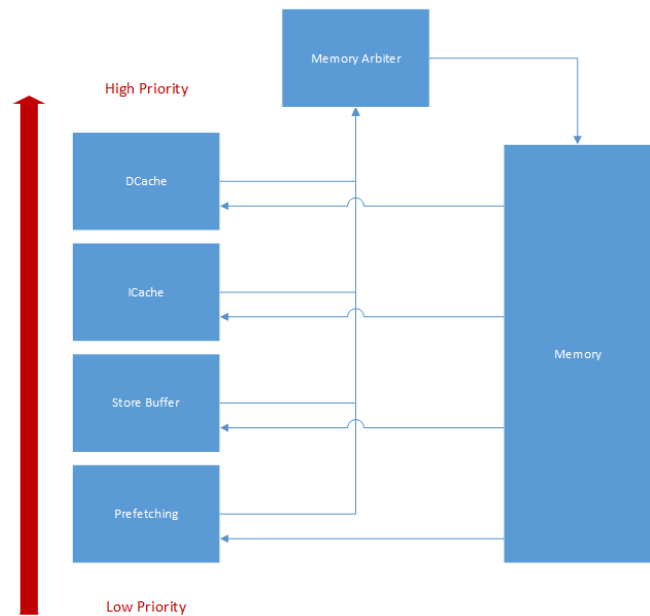 Memory Arbiter
High Priority
DCache
ICache
Memory
Store Buffer
Prefetching
Low Priority